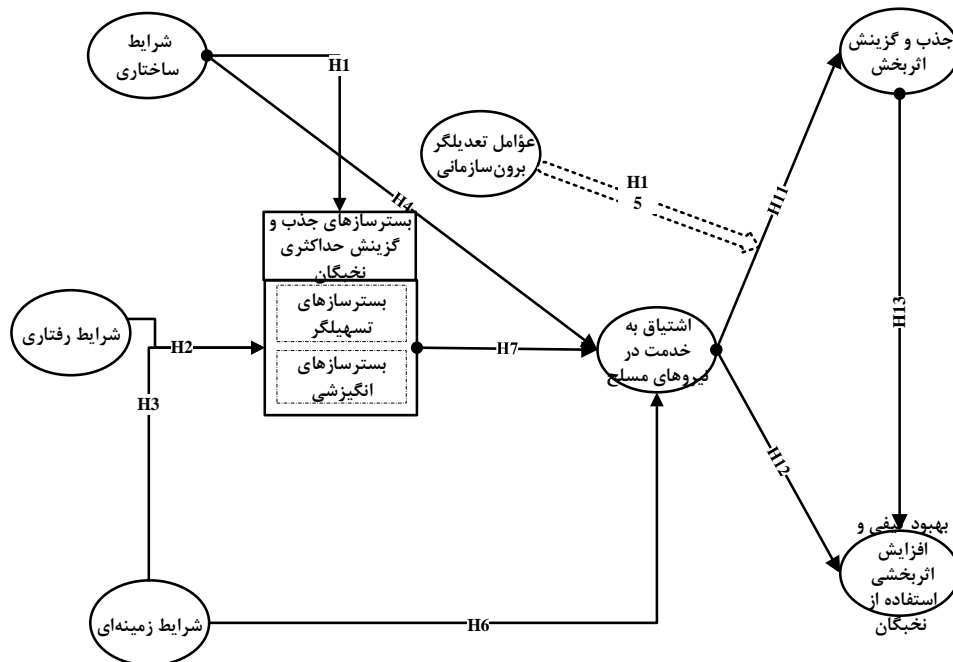 شرایط
ساختاری
H1
جذب و گزینش
اثربخش
عؤامل تعدیلگر
برون‌سازمانی
H1
5
H11
H4
بسترسازهای جذب و
گزینش حداکثری
نخبگان
بسترسازهای
تسهیلگر
بسترسازهای
انگیزشی
شرایط رفتاری
H2
H3
H7
اشتیاق به
خدمت در
نیروهای مسلح
H13
H12
بهبود کیفی و
افزایش
اثربخشی
استفاده از
نخبگان
شرایط زمینه‌ای
H6